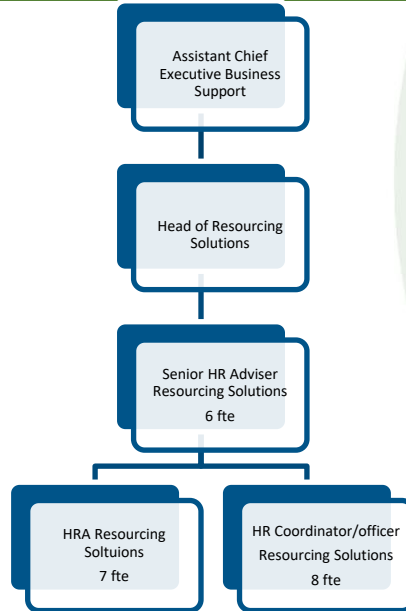 Assistant Chief
Executive Business
Support
Head of Resourcing
Solutions
Senior HR Adviser
Resourcing Solutions
6 fte
HRA Resourcing
Soltuions
7 fte
HR Coordinator/officer
Resourcing Solutions
8 fte